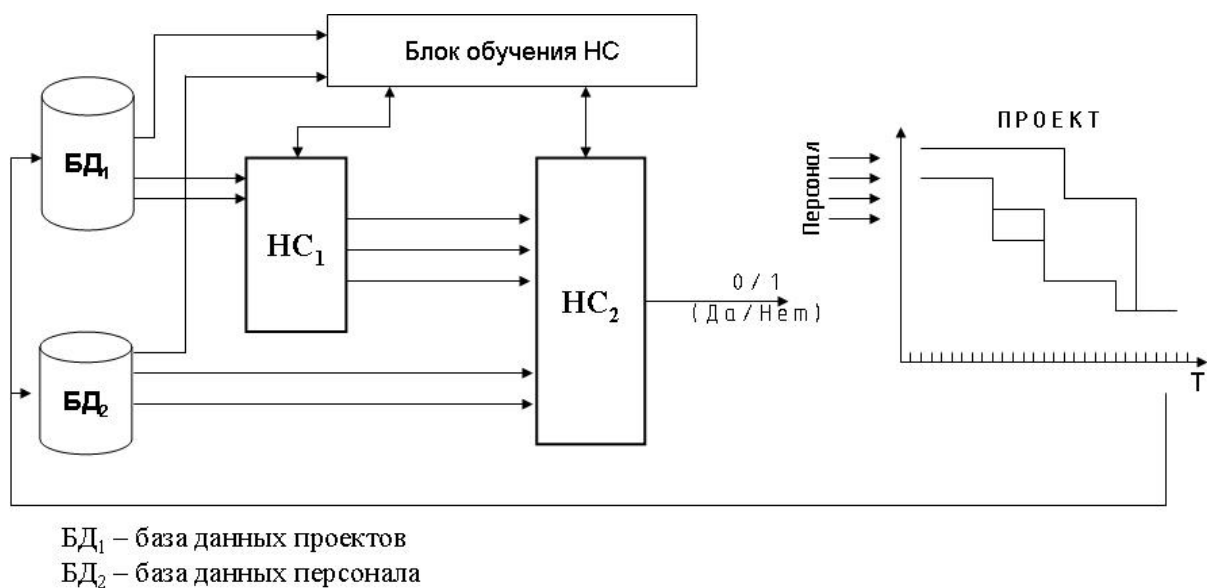 Блок обучения НС
БД₁
НС₁
НС₂
БД₂
0 / 1
(Да/Нет)
Персонал
ПРОЕКТ
Т
БД₁ – база данных проектов
БД₂ – база данных персонала